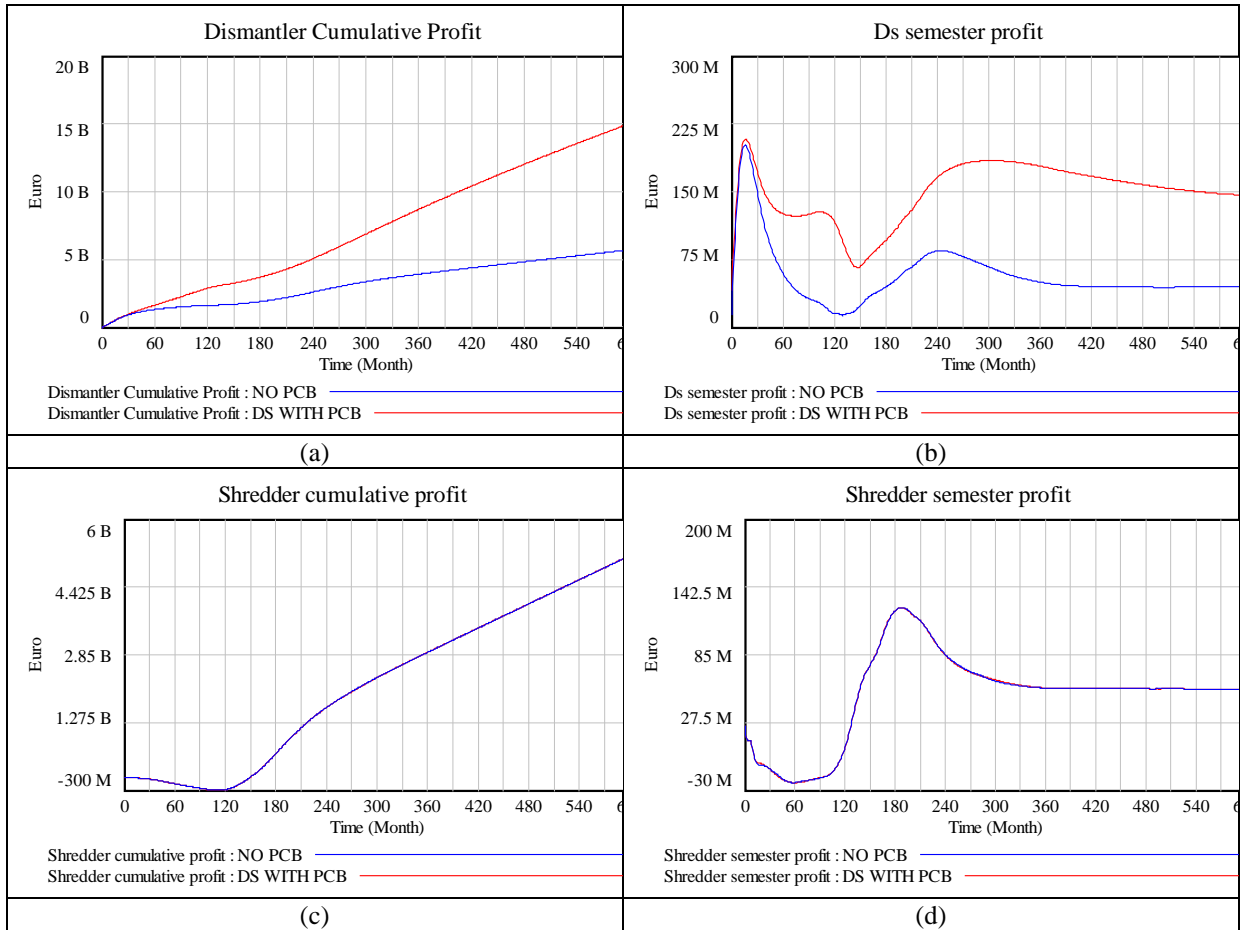 Dismantler Cumulative Profit
20 B
15 B
10 B
5 B
0
Euro
0 60 120 180 240 300 360 420 480 540 6
Time (Month)
Dismantler Cumulative Profit : NO PCB
Dismantler Cumulative Profit : DS WITH PCB
(a)
Ds semester profit
300 M
225 M
150 M
75 M
0
Euro
0 60 120 180 240 300 360 420 480 540 6
Time (Month)
Ds semester profit : NO PCB
Ds semester profit : DS WITH PCB
(b)
Shredder cumulative profit
6 B
4.425 B
2.85 B
1.275 B
-300 M
Euro
0 60 120 180 240 300 360 420 480 540 6
Time (Month)
Shredder cumulative profit : NO PCB
Shredder cumulative profit : DS WITH PCB
(c)
Shredder semester profit
200 M
142.5 M
85 M
27.5 M
-30 M
Euro
0 60 120 180 240 300 360 420 480 540 6
Time (Month)
Shredder semester profit : NO PCB
Shredder semester profit : DS WITH PCB
(d)